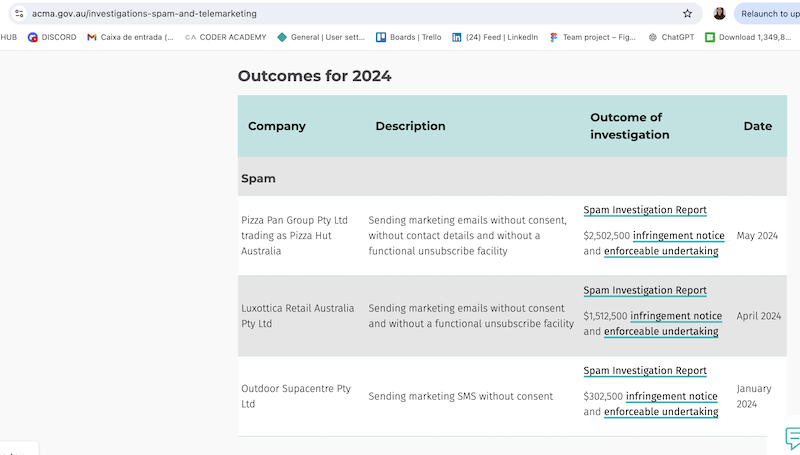 acma.gov.au/investigations-spam-and-telemarketing
Relaunch to up
HUB
DISCORD
Caixa de entrada (...
CODER ACADEMY
General | User sett...
Boards | Trello
(24) Feed | LinkedIn
Team project – Fig...
ChatGPT
Download 1,349,8...
Outcomes for 2024
Company
Description
Outcome of
investigation
Date
Spam
Pizza Pan Group Pty Ltd
trading as Pizza Hut
Australia
Sending marketing emails without consent,
without contact details and without a
functional unsubscribe facility
Spam Investigation Report
$2,502,500 infringement notice
and enforceable undertaking
May 2024
Luxottica Retail Australia
Pty Ltd
Sending marketing emails without consent
and without a functional unsubscribe facility
Spam Investigation Report
$1,512,500 infringement notice
and enforceable undertaking
April 2024
Outdoor Supacentre Pty
Ltd
Sending marketing SMS without consent
Spam Investigation Report
$302,500 infringement notice
and enforceable undertaking
January
2024